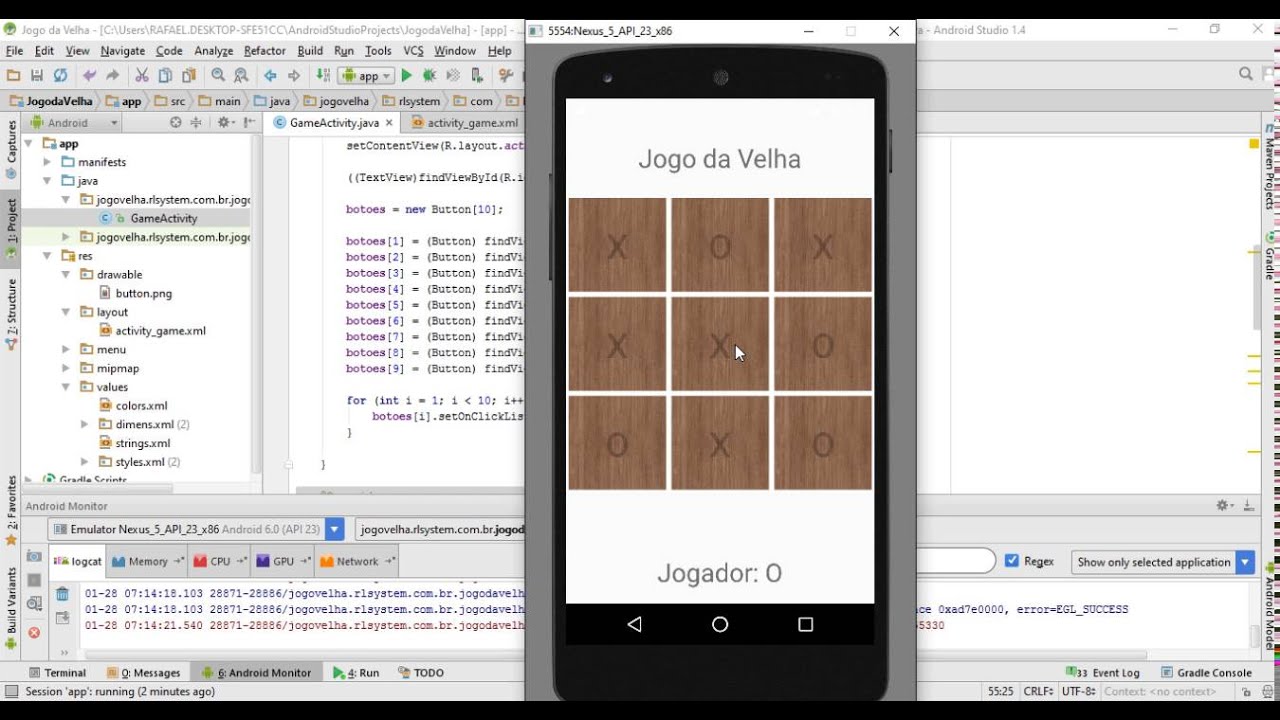 Jogo da Velha - [C:\Users\RAFAEL.DESKTOP-SFE51CC\AndroidStudioProjects\JogodaVelha] - [app] - ...
5554:Nexus_5_API_23_x86
- Android Studio 1.4
File Edit View Navigate Code Analyze Refactor Build Run Tools VCS Window Help
app
JogodaVelha app src main java jogovelha rlsystem com
Android
GameActivity.java
activity_game.xml
Captures
1: Project
7: Structure
2: Favorites
Build Variants
app
manifests
java
jogovelha.rlsystem.com.br.jogo
GameActivity
jogovelha.rlsystem.com.br.jogo
res
drawable
button.png
layout
activity_game.xml
menu
mipmap
values
colors.xml
dimens.xml (2)
strings.xml
styles.xml (2)
Gradle Scripts
setContentView(R.layout.act
((TextView)findViewById(R.i
botoes = new Button[10];
botoes[1] = (Button) findVi
botoes[2] = (Button) findVi
botoes[3] = (Button) findVi
botoes[4] = (Button) findVi
botoes[5] = (Button) findVi
botoes[6] = (Button) findVi
botoes[7] = (Button) findVi
botoes[8] = (Button) findVi
botoes[9] = (Button) findVi
for (int i = 1; i < 10; i++
botoes[i].setOnClickLis
}
}
Jogo da Velha
X O X
X X O
O X O
Jogador: O
Maven Projects
Gradle
Android Model
Android Monitor
Emulator Nexus_5_API_23_x86 Android 6.0 (API 23)
jogovelha.rlsystem.com.br.jogod
logcat Memory CPU GPU Network
Regex
Show only selected application
01-28 07:14:18.103 28871-28886/jogovelha.rlsystem.com.br.jogodavelh
01-28 07:14:18.103 28871-28886/jogovelha.rlsystem.com.br.jogodavelh ce 0xad7e0000, error=EGL_SUCCESS
01-28 07:14:21.540 28871-28886/jogovelha.rlsystem.com.br.jogodavelh 5330
Terminal 0: Messages 6: Android Monitor 4: Run TODO
33 Event Log Gradle Console
Session 'app': running (2 minutes ago)
55:25 CRLF UTF-8 Context: <no context>